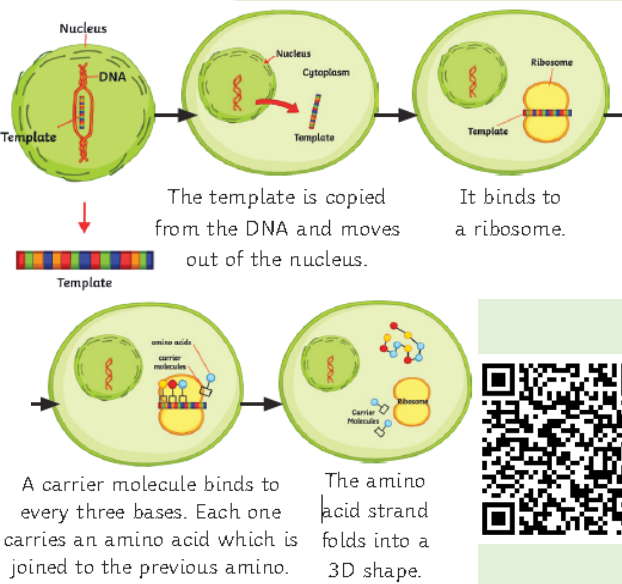 Nucleus
DNA
Template
Template
Nucleus
Cytoplasm
Template
The template is copied
from the DNA and moves
out of the nucleus.
Ribosome
Template
It binds to
a ribosome.
amino acids
carrier
molecules
A carrier molecule binds to
every three bases. Each one
carries an amino acid which is
joined to the previous amino.
Ribosome
Carrier
Molecules
The amino
acid strand
folds into a
3D shape.